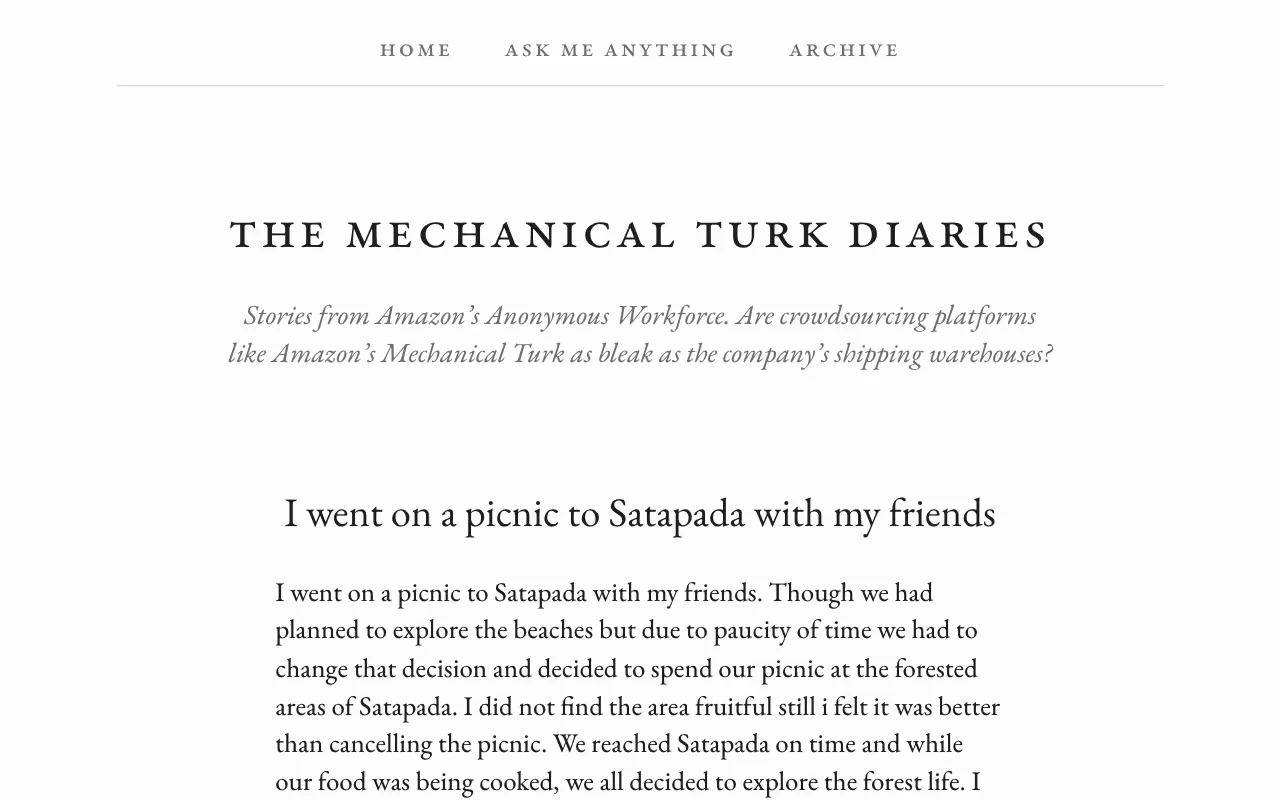 HOME ASK ME ANYTHING ARCHIVE
THE MECHANICAL TURK DIARIES
Stories from Amazon’s Anonymous Workforce. Are crowdsourcing platforms
like Amazon’s Mechanical Turk as bleak as the company’s shipping warehouses?
I went on a picnic to Satapada with my friends
I went on a picnic to Satapada with my friends. Though we had
planned to explore the beaches but due to paucity of time we had to
change that decision and decided to spend our picnic at the forested
areas of Satapada. I did not find the area fruitful still i felt it was better
than cancelling the picnic. We reached Satapada on time and while
our food was being cooked, we all decided to explore the forest life. I